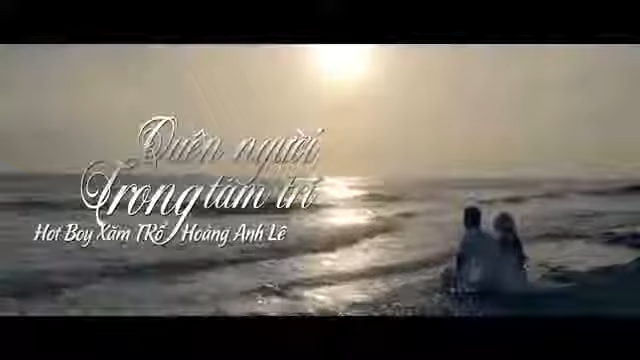 Quên người
Trong tâm trí
Hot Boy Xăm TRổ / Hoàng Anh Lê